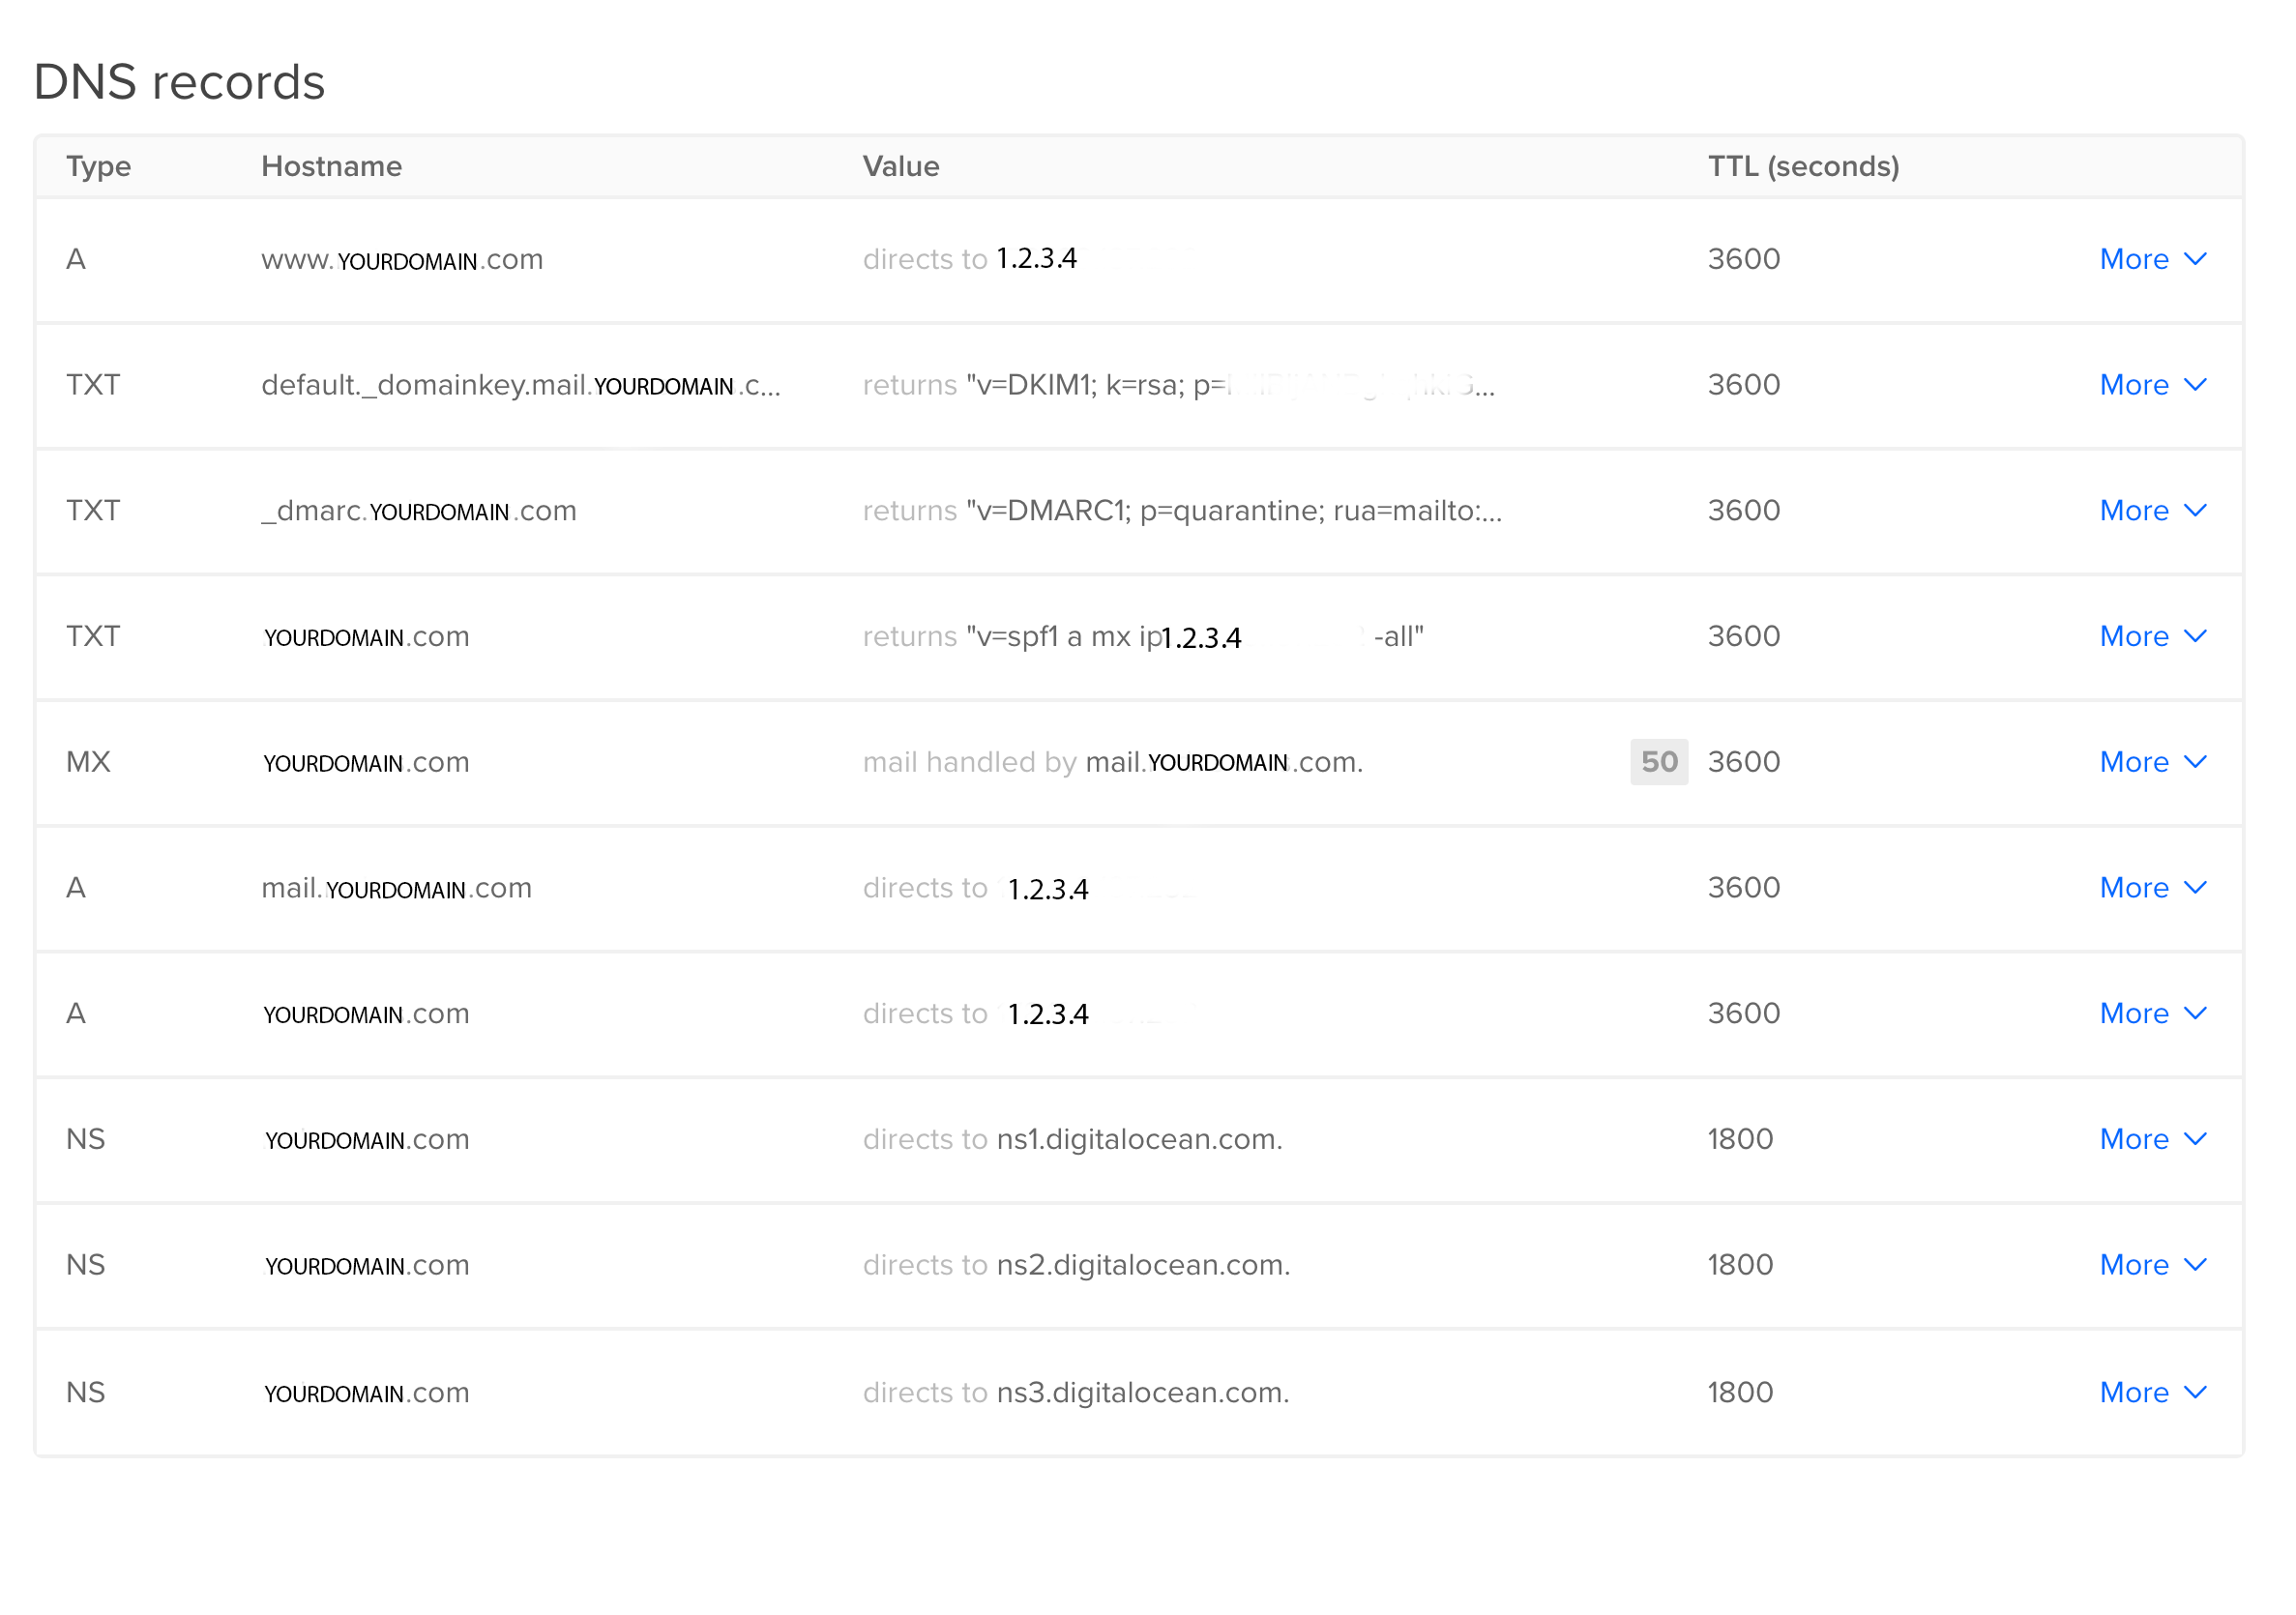 DNS records
Type Hostname Value TTL (seconds)
A www.YOURDOMAIN.com directs to 1.2.3.4 3600 More
TXT default._domainkey.mail.YOURDOMAIN.c... returns "v=DKIM1; k=rsa; p=... 3600 More
TXT _dmarc.YOURDOMAIN.com returns "v=DMARC1; p=quarantine; rua=mailto:... 3600 More
TXT YOURDOMAIN.com returns "v=spf1 a mx ip1.2.3.4 -all" 3600 More
MX YOURDOMAIN.com mail handled by mail.YOURDOMAIN.com. 50 3600 More
A mail.YOURDOMAIN.com directs to 1.2.3.4 3600 More
A YOURDOMAIN.com directs to 1.2.3.4 3600 More
NS YOURDOMAIN.com directs to ns1.digitalocean.com. 1800 More
NS YOURDOMAIN.com directs to ns2.digitalocean.com. 1800 More
NS YOURDOMAIN.com directs to ns3.digitalocean.com. 1800 More